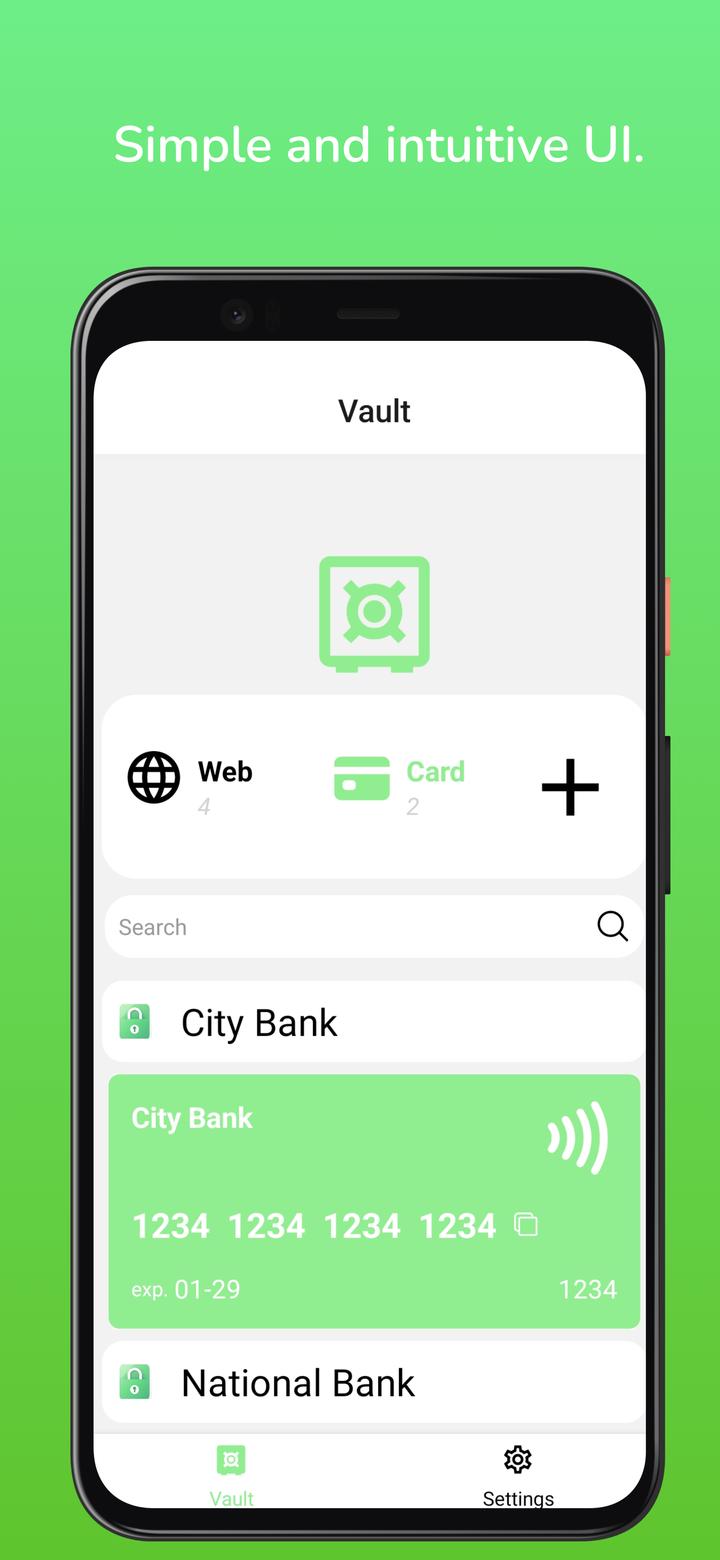 Simple and intuitive UI.
Vault
Web
4
Card
2
Search
City Bank
City Bank
1234 1234 1234 1234
exp. 01-29 1234
National Bank
Vault Settings